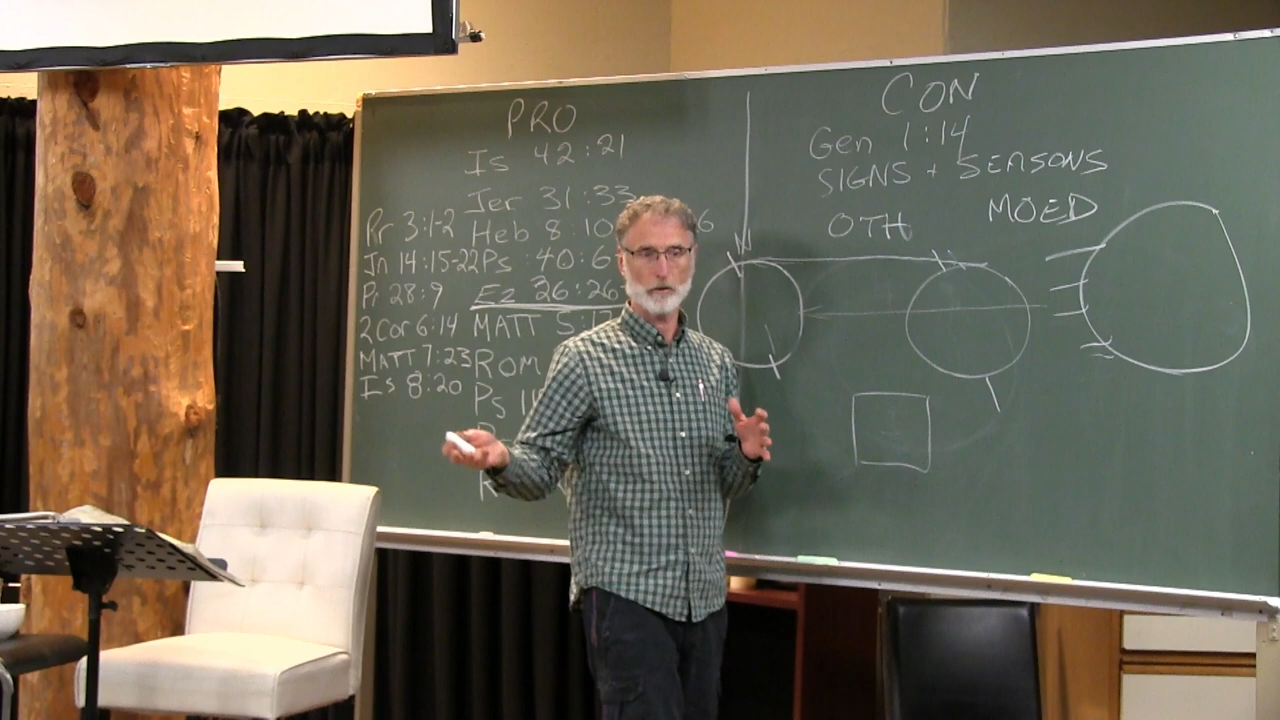 PRO
Is 42:21
Jer 31:33
Heb 8:10
Ps 40:6
Ez 26:26
MATT 5:17
ROM
Ps 11
Pr 3:1-2
Jn 14:15-22
Pr 28:9
2Cor 6:14
MATT 7:23
Is 8:20
CON
Gen 1:14
SIGNS + SEASONS
OTH MOED